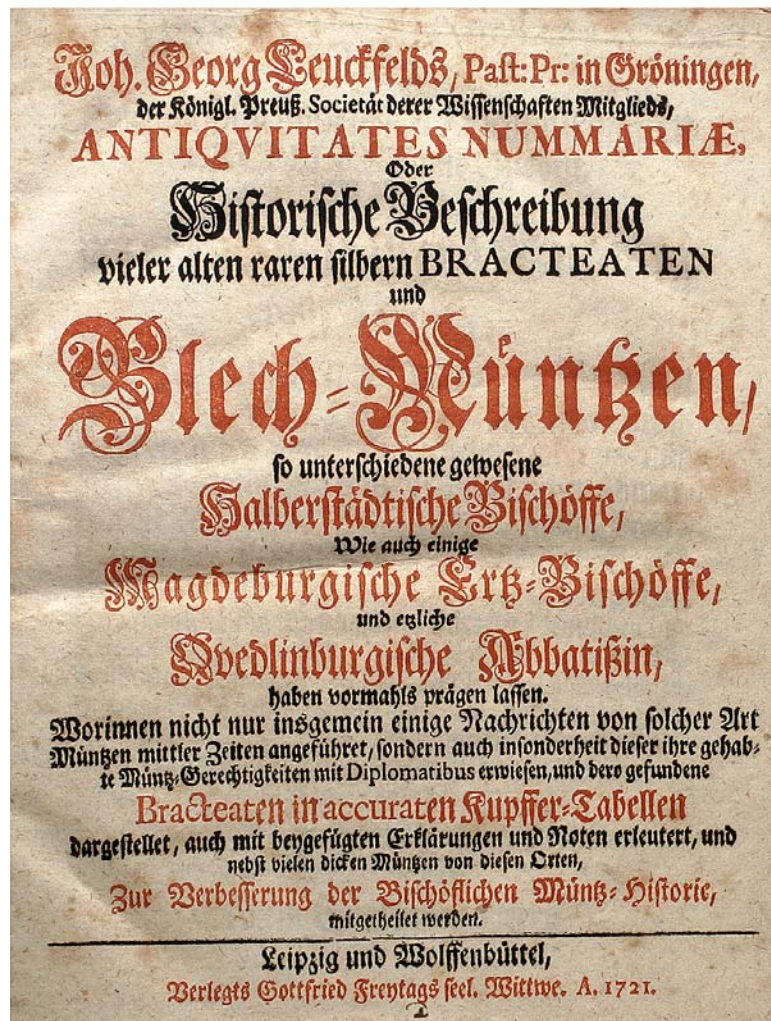 Joh. Georg Leuckfelds, Past: Pr: in Gröningen,
der Königl. Preuß. Societät derer Wissenschaften Mitglieds,
ANTIQVITATES NUMMARIÆ,
Oder
Historische Beschreibung
vieler alten raren silbern BRACTEATEN
und
Blech-Müntzen,
so unterschiedene gewesene
Halberstädtische Bischöffe,
Wie auch einige
Magdeburgische Ertz-Bischöffe,
und etzliche
Qvedlinburgische Abbatißin,
haben vormahls prägen lassen.
Worinnen nicht nur insgemein einige Nachrichten von solcher Art
Müntzen mittler Zeiten angeführet, sondern auch insonderheit dieser ihre gehab-
te Müntz-Gerechtigkeiten mit Diplomatibus erwiesen, und dero gefundene
Bracteaten in accuraten Kupffer-Tabellen
dargestellet, auch mit beygefügten Erklärungen und Noten erleutert, und
nebst vielen dicken Müntzen von diesen Orten,
Zur Verbesserung der Bischöflichen Müntz-Historie,
mitgetheilet werden.
Leipzig und Wolffenbüttel,
Verlegts Gottfried Freytags seel. Wittwe. A. 1721.